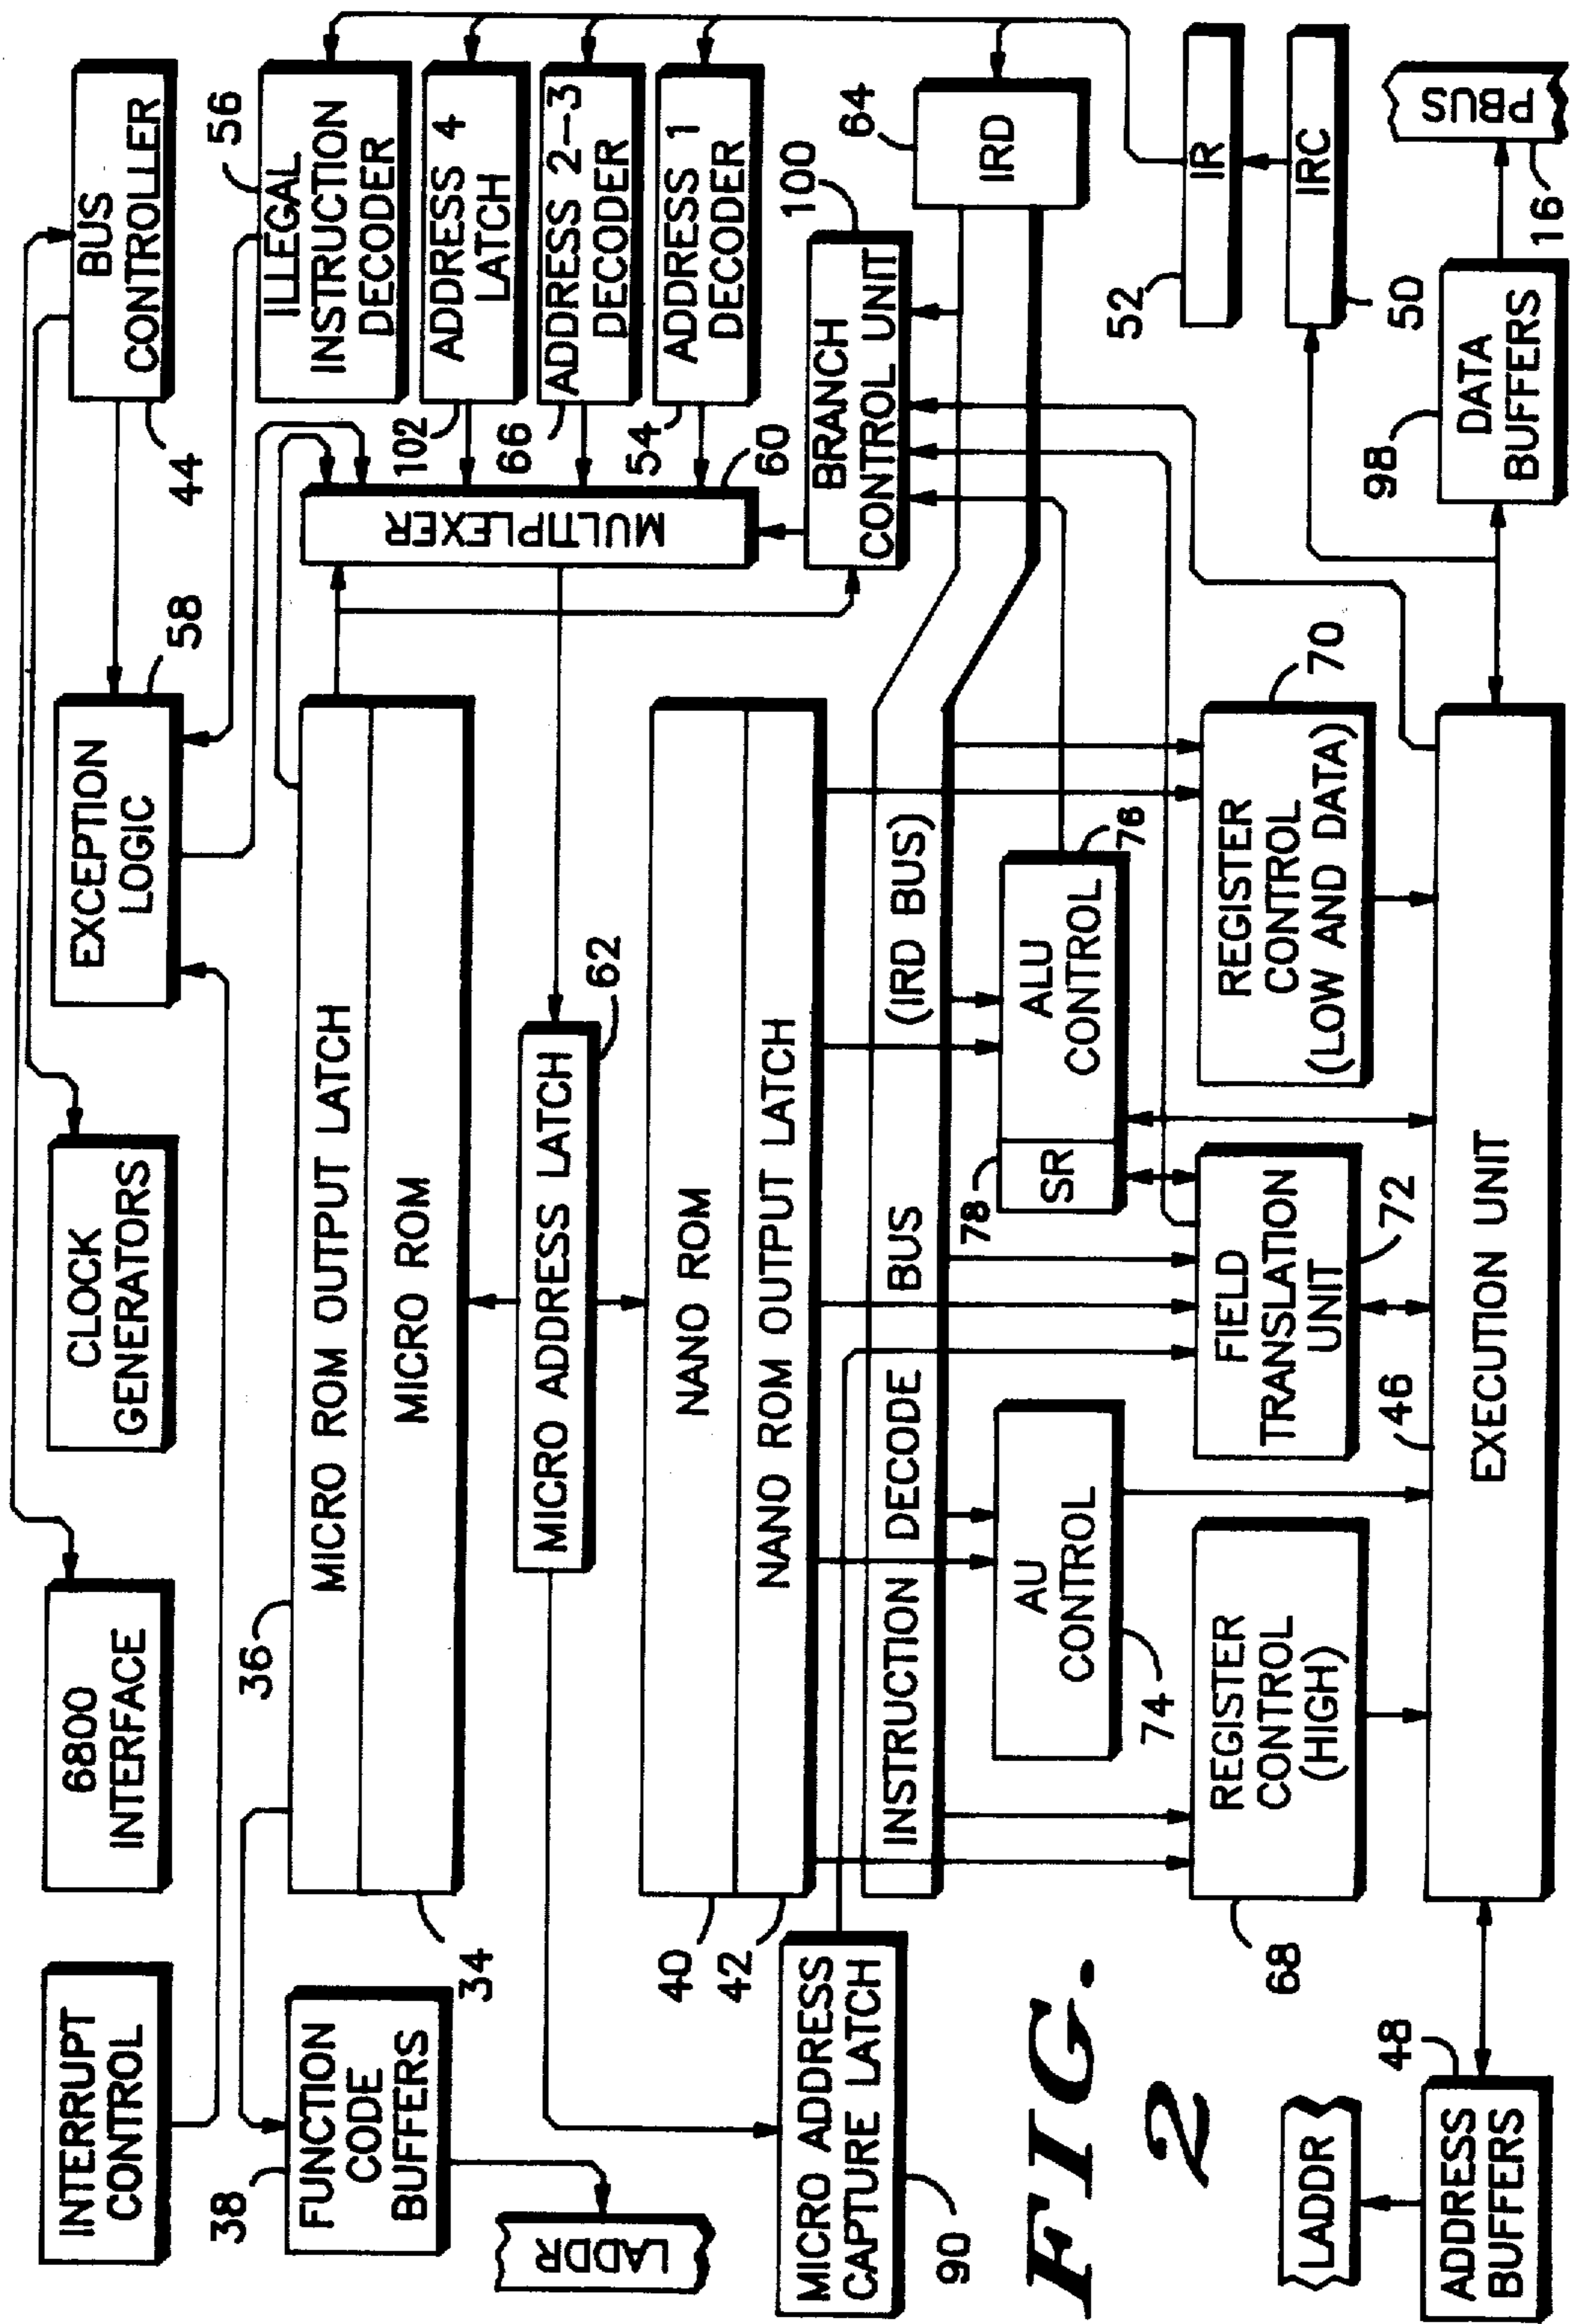 INTERRUPT
CONTROL
6800
INTERFACE
CLOCK
GENERATORS
EXCEPTION
LOGIC
58
BUS
CONTROLLER
44
38
FUNCTION
CODE
BUFFERS
LADDR
36
MICRO ROM OUTPUT LATCH
MICRO ROM
34
ILLEGAL
INSTRUCTION
DECODER
56
ADDRESS 4
LATCH
102
ADDRESS 2-3
DECODER
66
ADDRESS 1
DECODER
54
MULTIPLEXER
60
MICRO ADDRESS LATCH
62
NANO ROM
40
NANO ROM OUTPUT LATCH
42
BRANCH
CONTROL UNIT
100
MICRO ADDRESS
CAPTURE LATCH
90
INSTRUCTION DECODE BUS (IRD BUS)
IRD
64
AU
CONTROL
74
78
SR
ALU
CONTROL
76
REGISTER
CONTROL
(HIGH)
68
FIELD
TRANSLATION
UNIT
72
REGISTER
CONTROL
(LOW AND DATA)
70
IR
52
IRC
50
LADDR
ADDRESS
BUFFERS
48
EXECUTION UNIT
46
DATA
BUFFERS
98
PBUS
16
FIG.
2